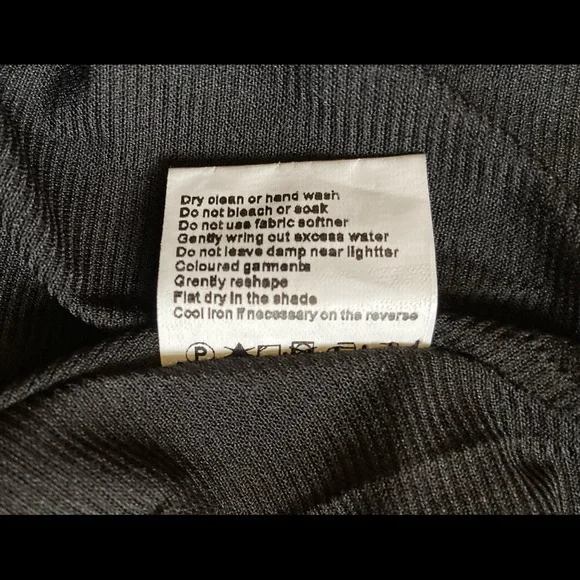 Dry clean or hand wash
Do not bleach or soak
Do not use fabric softner
Gently wring out excess water
Do not leave damp near lightter
Coloured garments
Grently reshape
Flat dry in the shade
Cool iron if necessary on the reverse
P